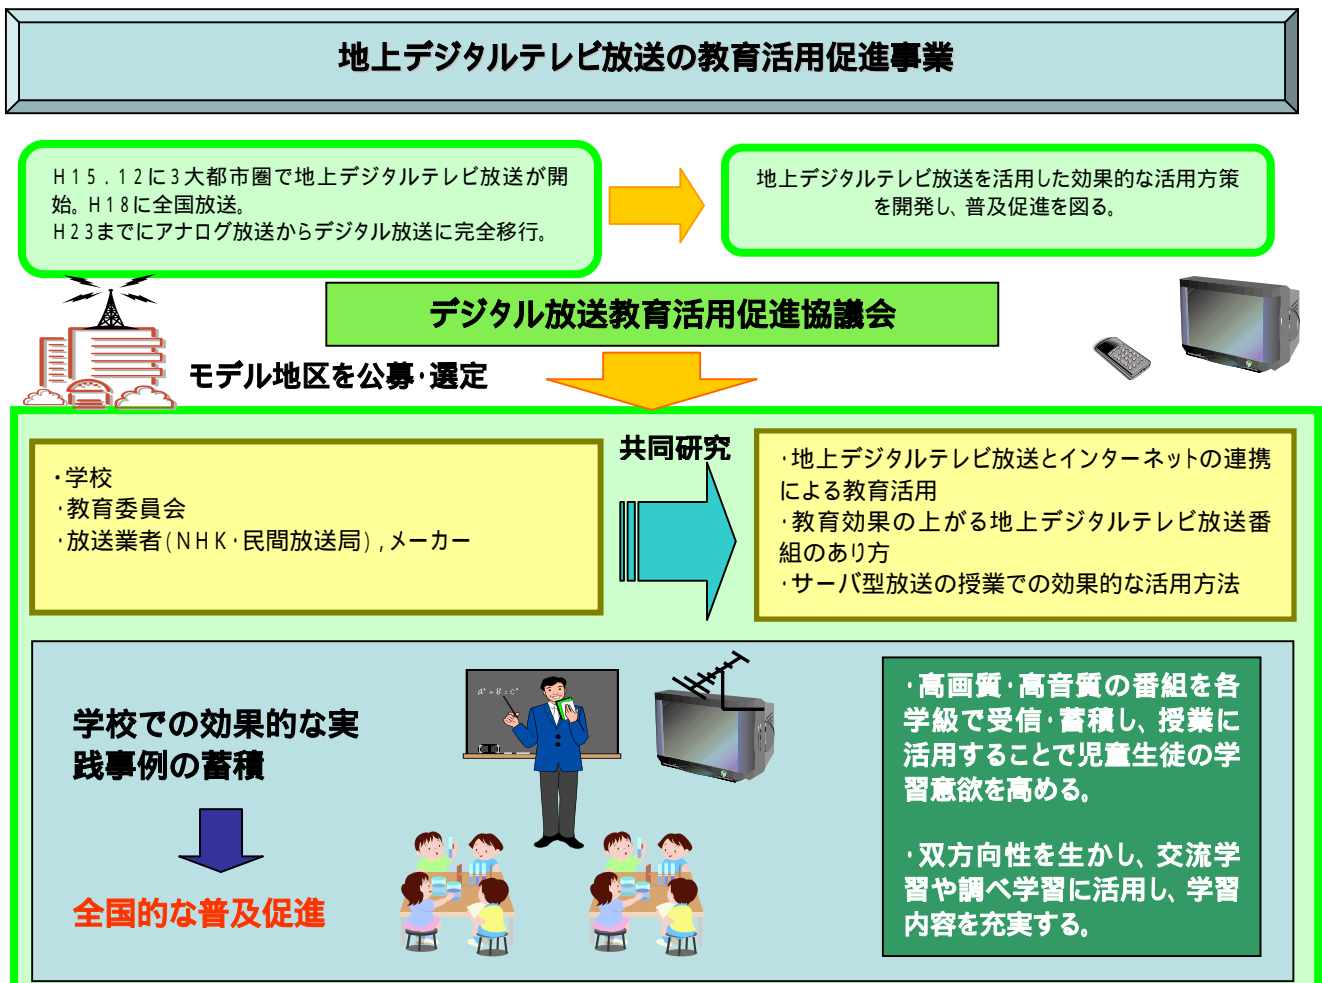 地上デジタルテレビ放送の教育活用促進事業
H15.12に3大都市圏で地上デジタルテレビ放送が開
始。H18に全国放送。
H23までにアナログ放送からデジタル放送に完全移行。
地上デジタルテレビ放送を活用した効果的な活用方策
を開発し、普及促進を図る。
デジタル放送教育活用促進協議会
モデル地区を公募・選定
共同研究
・学校
・教育委員会
・放送業者(NHK・民間放送局),メーカー
・地上デジタルテレビ放送とインターネットの連携
による教育活用
・教育効果の上がる地上デジタルテレビ放送番
組のあり方
・サーバ型放送の授業での効果的な活用方法
学校での効果的な実
践事例の蓄積
全国的な普及促進
・高画質・高音質の番組を各
学級で受信・蓄積し、授業に
活用することで児童生徒の学
習意欲を高める。
・双方向性を生かし、交流学
習や調べ学習に活用し、学習
内容を充実する。